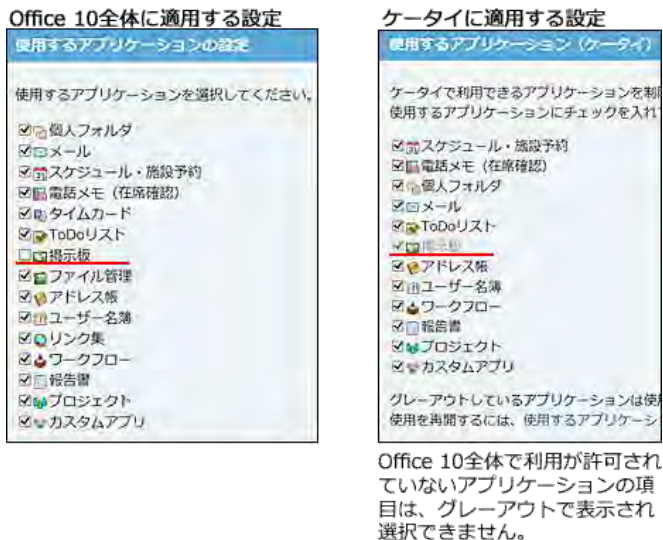 Office 10全体に適用する設定
使用するアプリケーションの設定
使用するアプリケーションを選択してください。
個人フォルダ
メール
スケジュール・施設予約
電話メモ（在席確認）
タイムカード
ToDoリスト
掲示板
ファイル管理
アドレス帳
ユーザー名簿
リンク集
ワークフロー
報告書
プロジェクト
カスタムアプリ
ケータイに適用する設定
使用するアプリケーション（ケータイ）
ケータイで利用できるアプリケーションを制
使用するアプリケーションにチェックを入れ
スケジュール・施設予約
電話メモ（在席確認）
個人フォルダ
メール
ToDoリスト
掲示板
アドレス帳
ユーザー名簿
ワークフロー
報告書
プロジェクト
カスタムアプリ
グレーアウトしているアプリケーションは使
使用を再開するには、使用するアプリケーシ
Office 10全体で利用が許可され
ていないアプリケーションの項
目は、グレーアウトで表示され
選択できません。